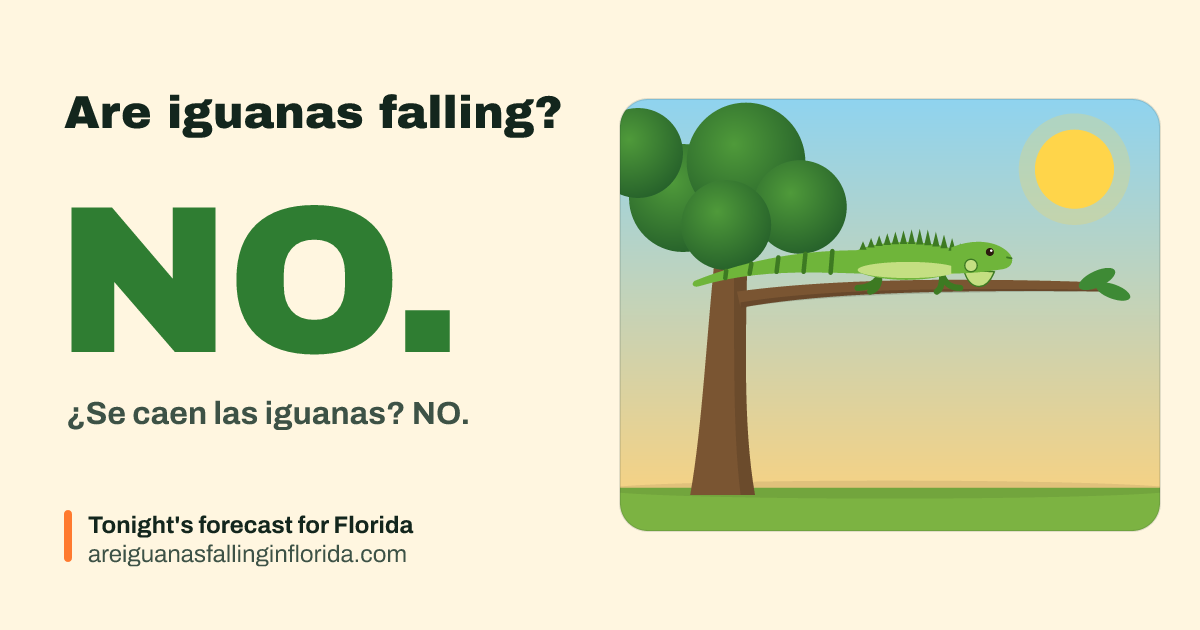 Are iguanas falling?
NO.
¿Se caen las iguanas? NO.
Tonight's forecast for Florida
areiguanasfallinginflorida.com